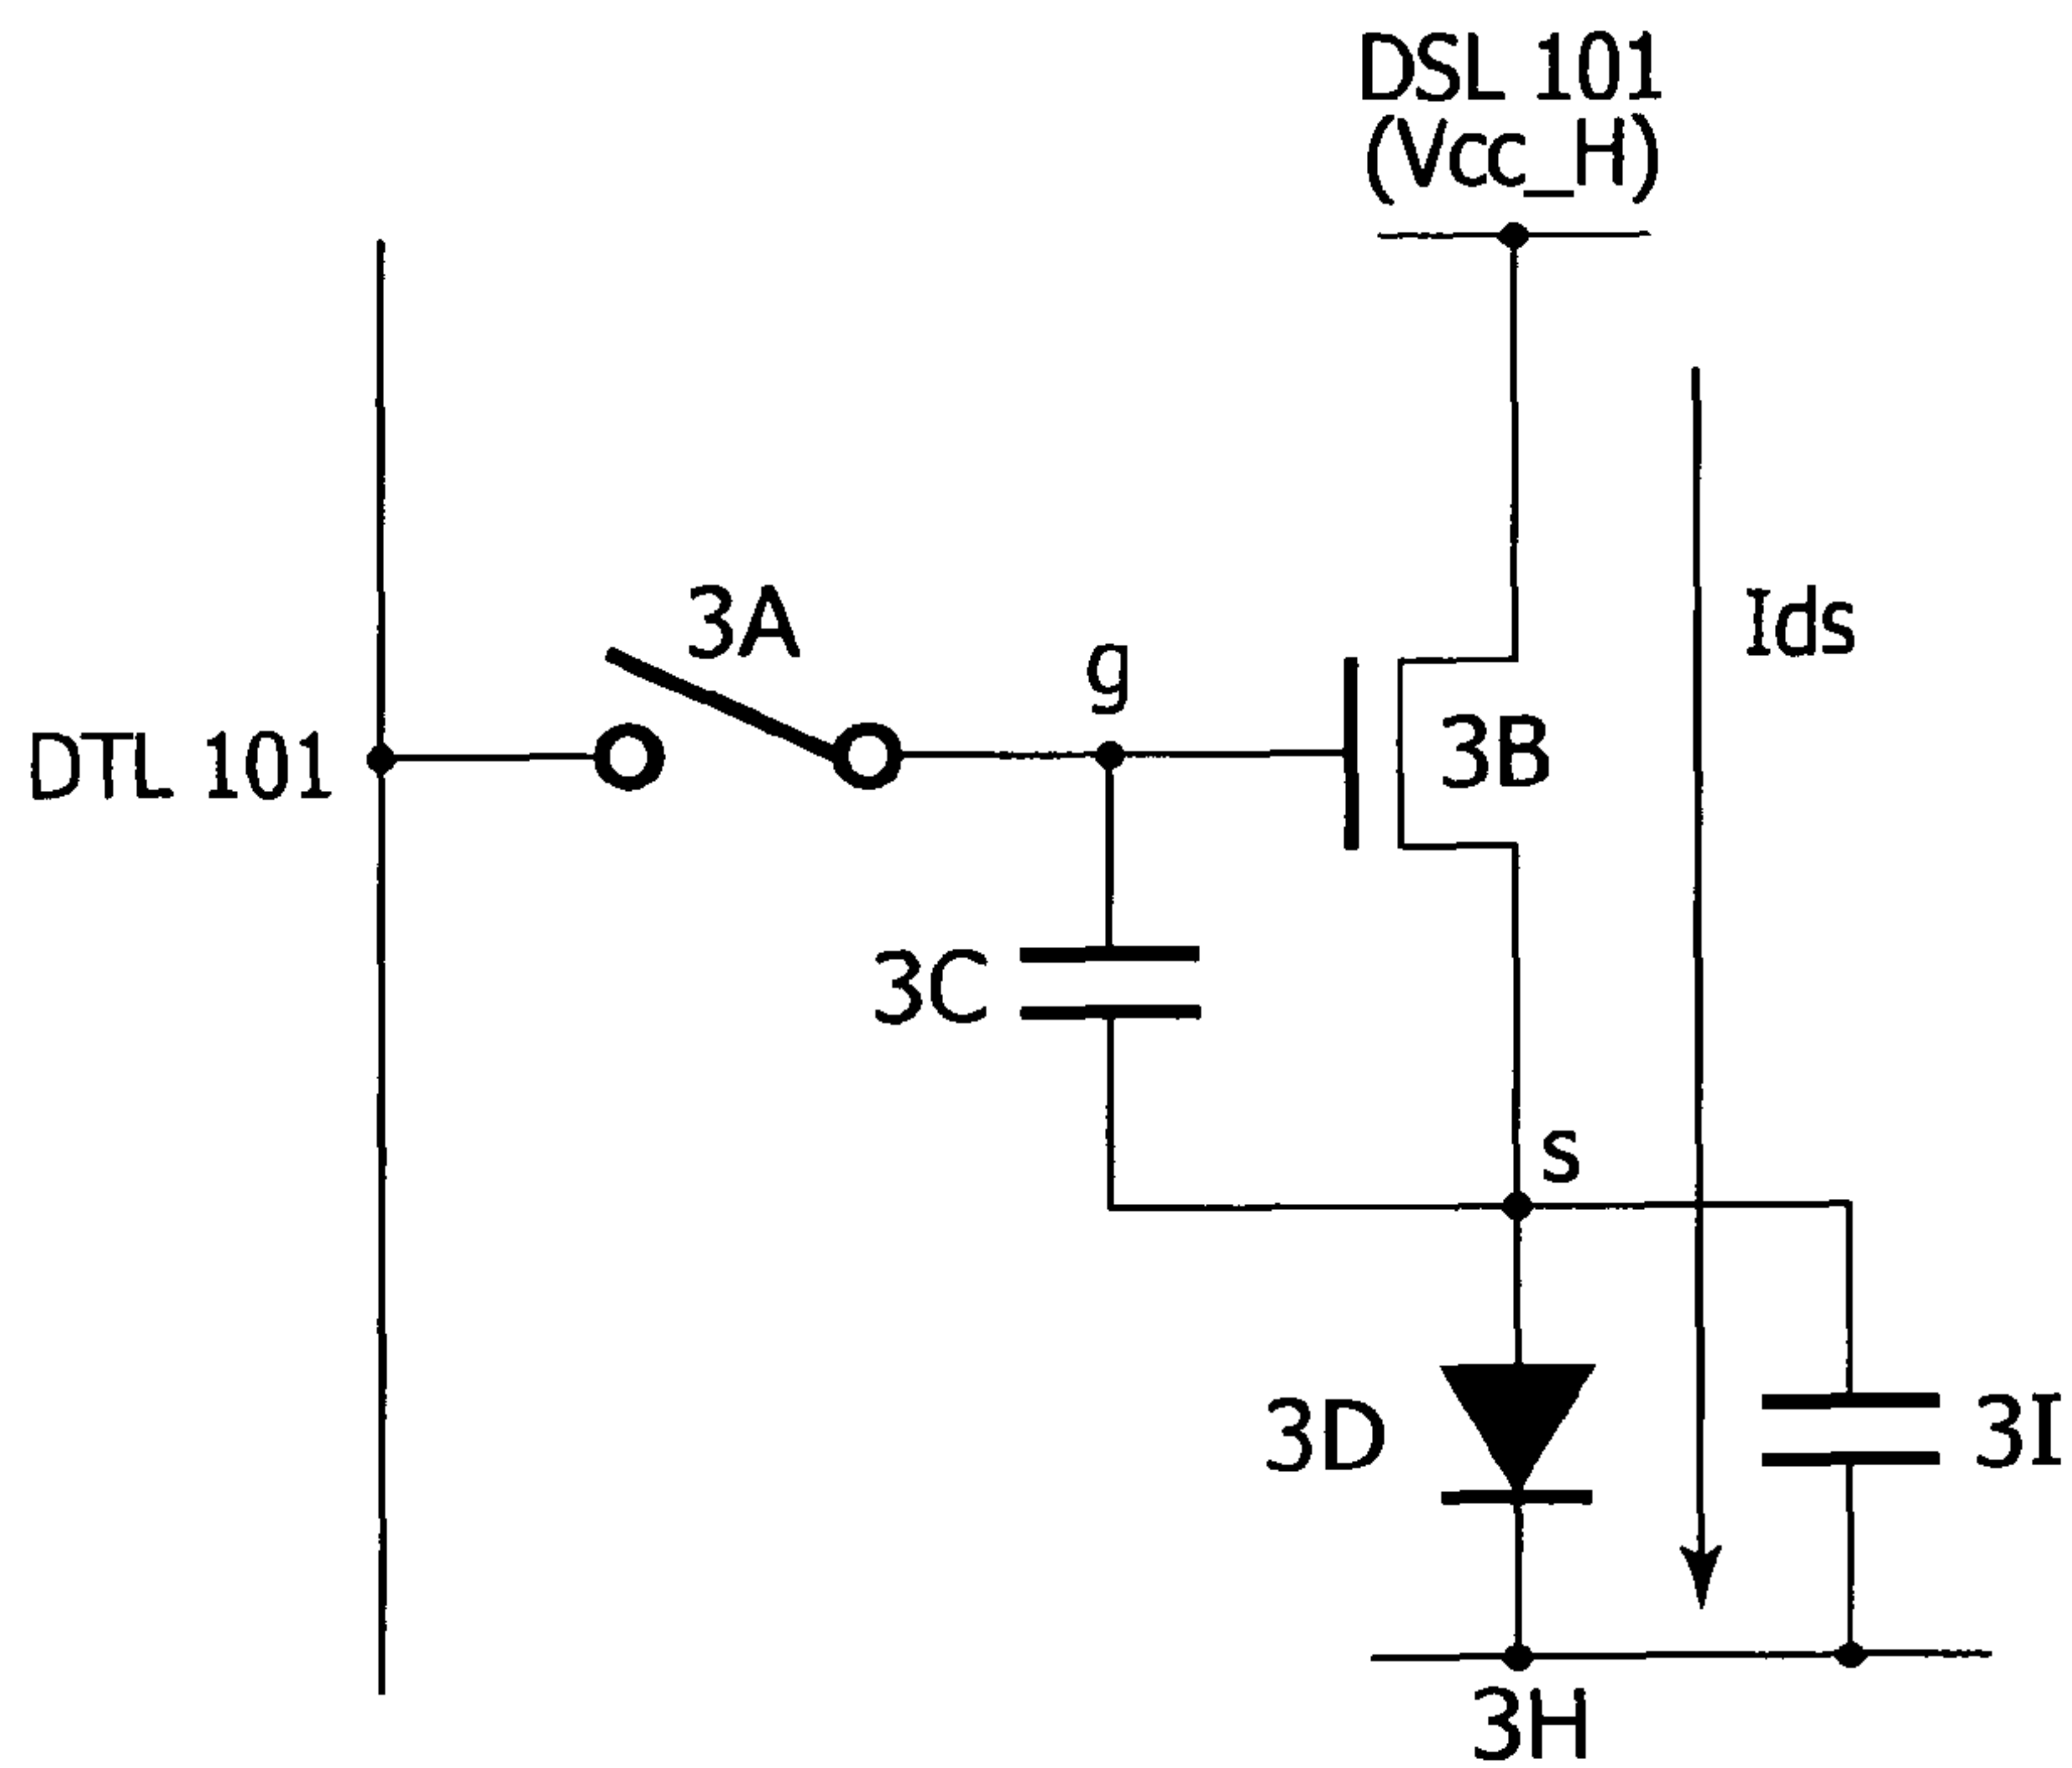 DSL 101
(Vcc_H)
3A
g
Ids
DTL 101
3B
3C
s
3D
3I
3H